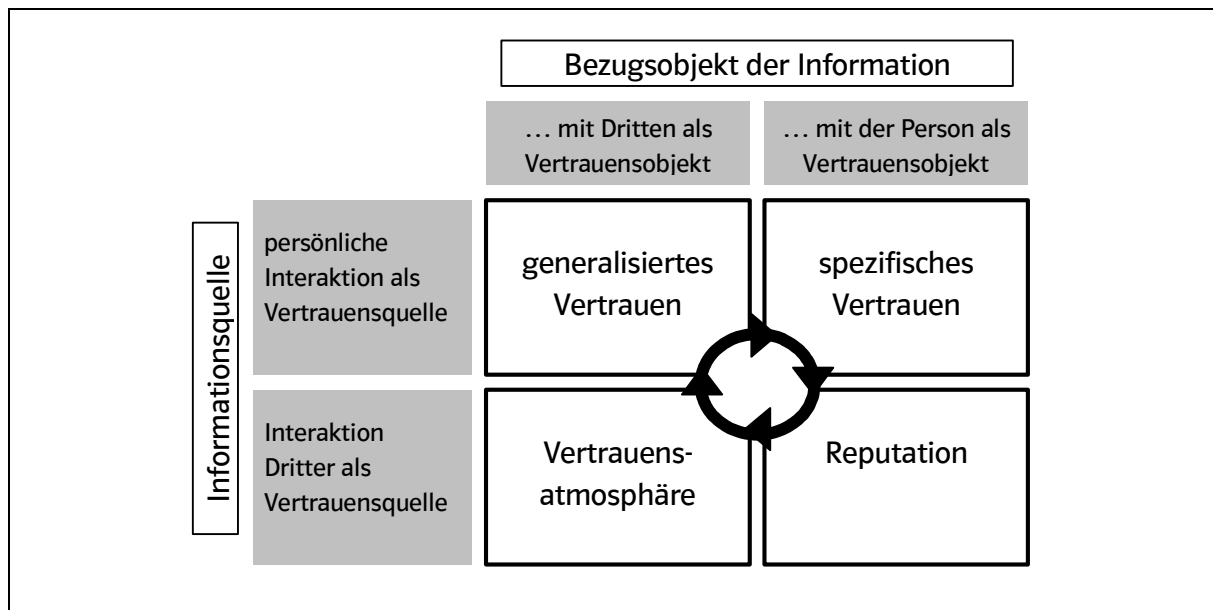 Bezugsobjekt der Information
… mit Dritten als
Vertrauensobjekt
… mit der Person als
Vertrauensobjekt
Informationsquelle
persönliche
Interaktion als
Vertrauensquelle
generalisiertes
Vertrauen
spezifisches
Vertrauen
Interaktion
Dritter als
Vertrauensquelle
Vertrauens-
atmosphäre
Reputation